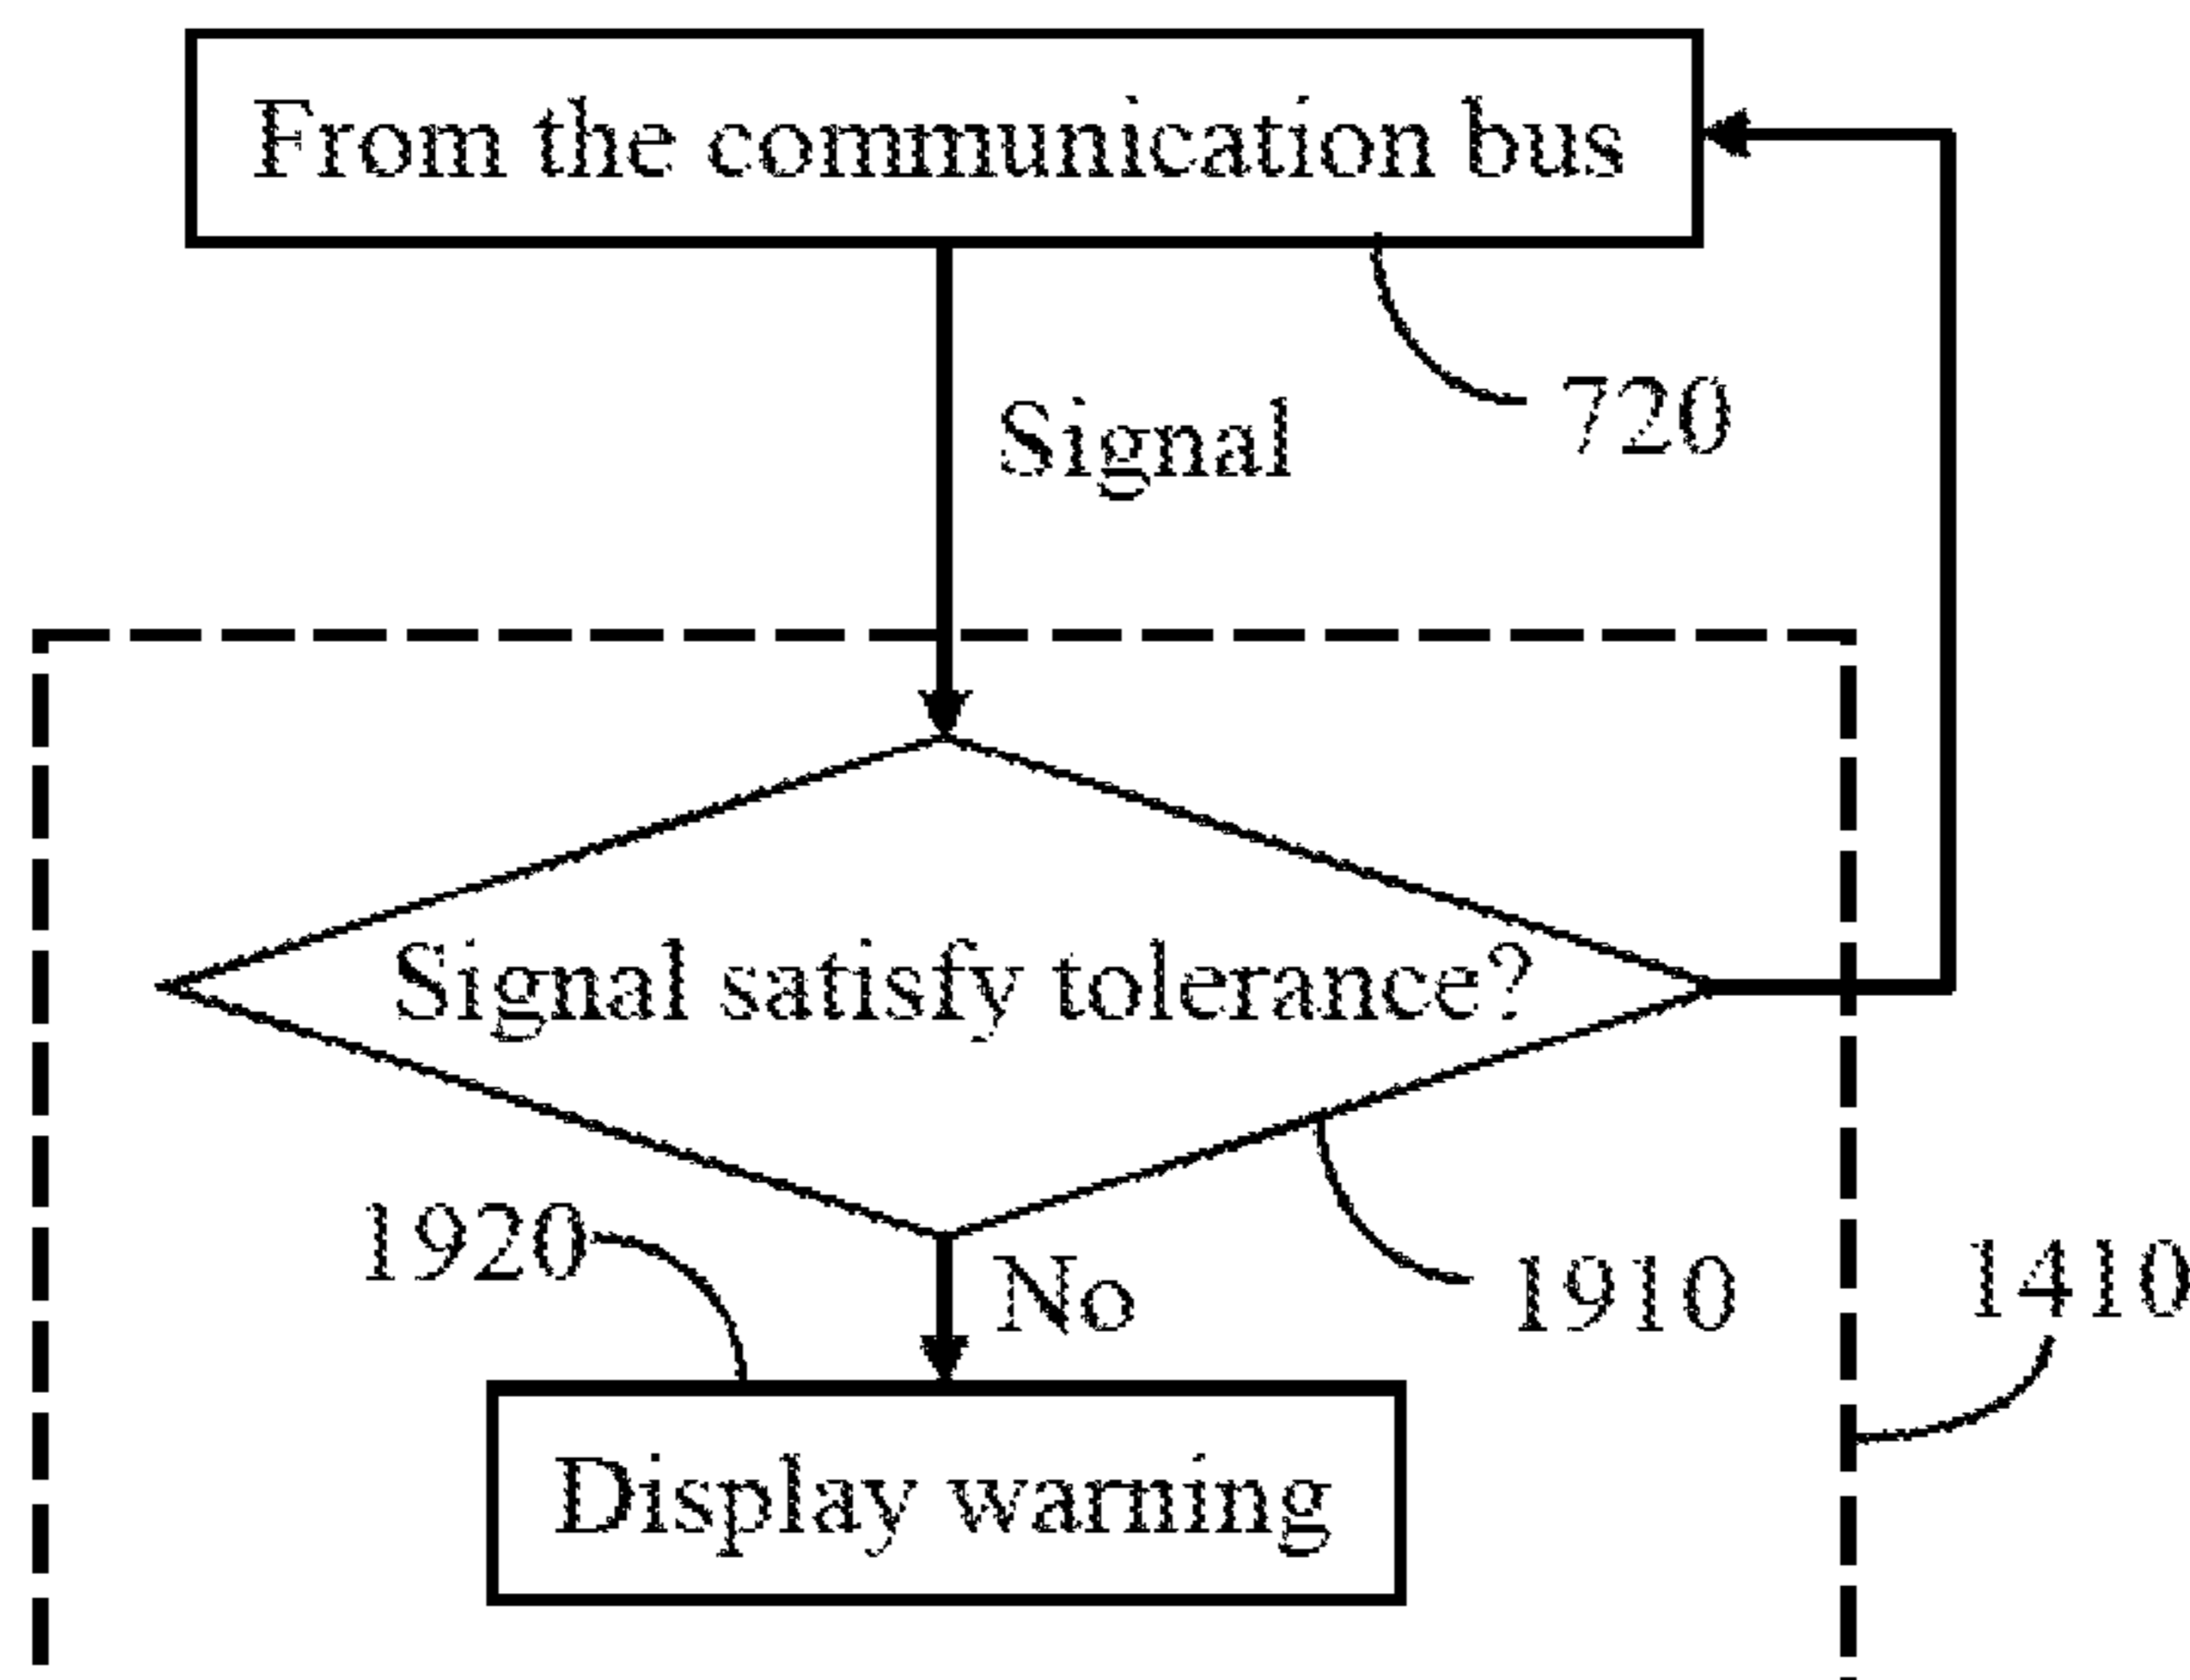 From the communication bus
720
Signal
Signal satisfy tolerance?
1920
No
1910
1410
Display warning